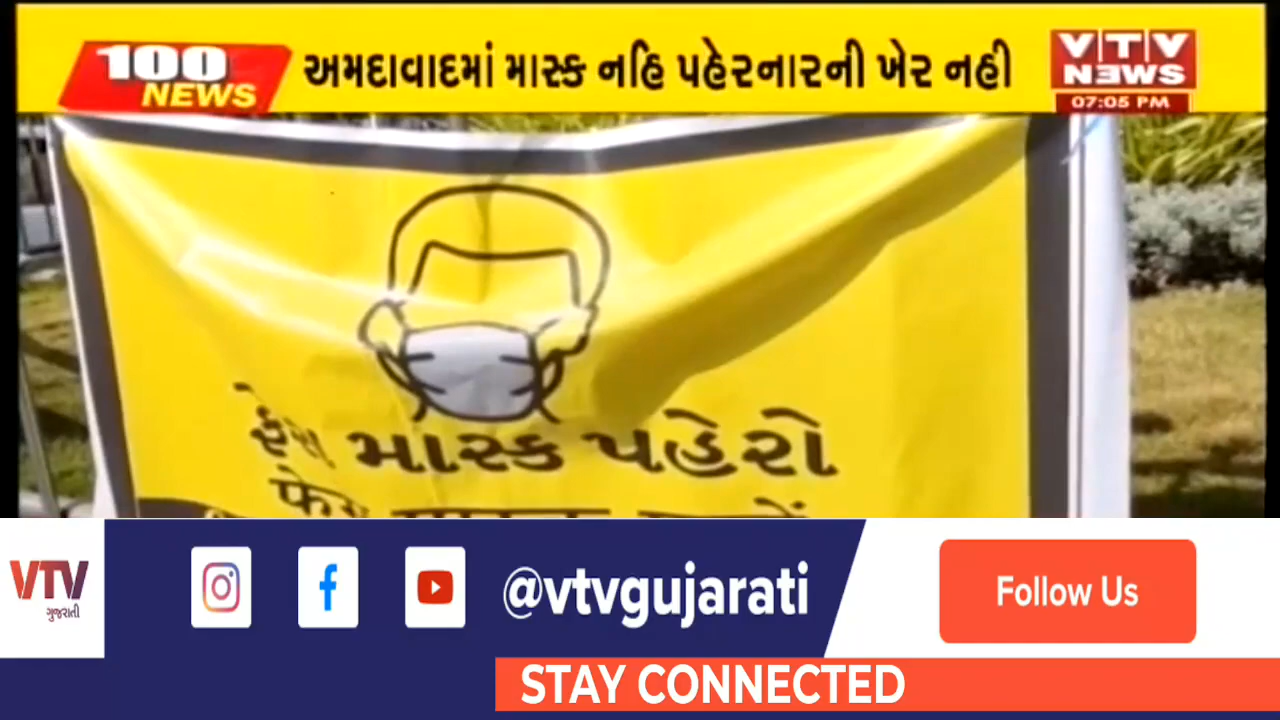 100
NEWS
અમદાવાદમાં માસ્ક નહિ પહેરનારની ખેર નહી
VTV
NEWS
07:05 PM
ફેસ માસ્ક પહેરો
फेस
VTV
ગુજરાતી
@vtvgujarati
Follow Us
STAY CONNECTED